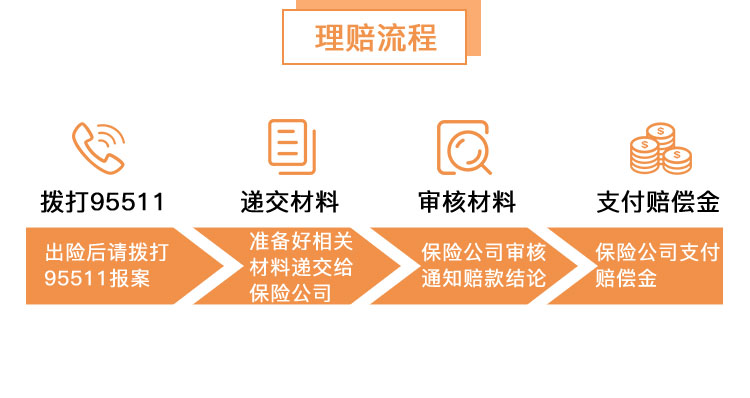 理赔流程
拨打95511
递交材料
审核材料
支付赔偿金
出险后请拨打
95511报案
准备好相关
材料递交给
保险公司
保险公司审核
通知赔款结论
保险公司支付
赔偿金